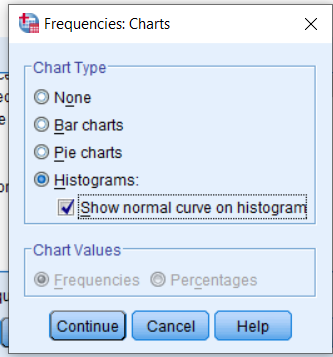 Frequencies: Charts
Chart Type
None
Bar charts
Pie charts
Histograms:
Show normal curve on histogram
Chart Values
Frequencies Percentages
Continue Cancel Help